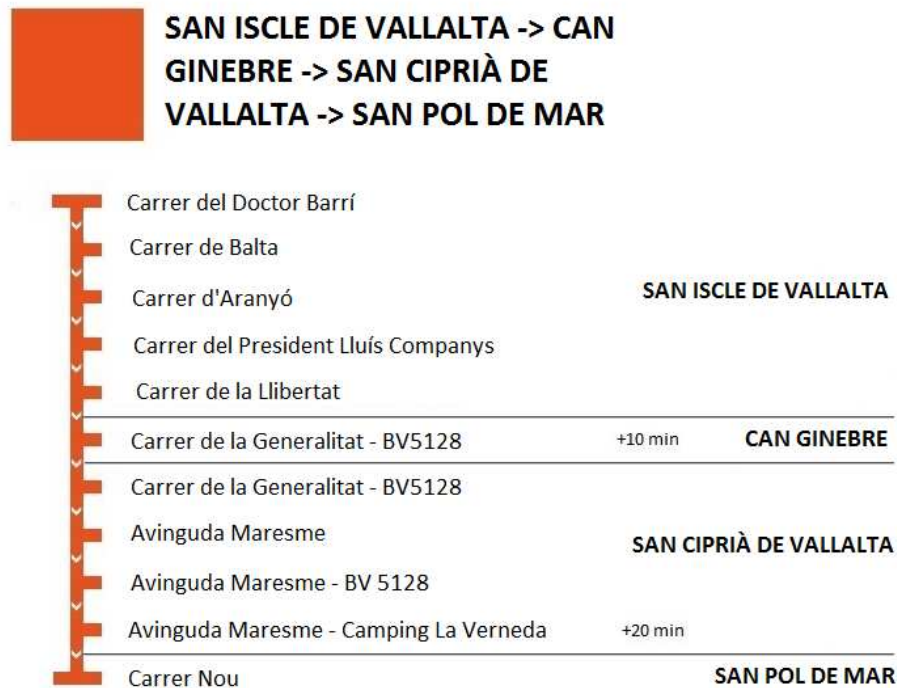 SAN ISCLE DE VALLALTA -> CAN
GINEBRE -> SAN CIPRIÀ DE
VALLALTA -> SAN POL DE MAR
Carrer del Doctor Barrí
Carrer de Balta
Carrer d'Aranyó
SAN ISCLE DE VALLALTA
Carrer del President Lluís Companys
Carrer de la Llibertat
Carrer de la Generalitat - BV5128 +10 min CAN GINEBRE
Carrer de la Generalitat - BV5128
Avinguda Maresme
SAN CIPRIÀ DE VALLALTA
Avinguda Maresme - BV 5128
Avinguda Maresme - Camping La Verneda +20 min
Carrer Nou SAN POL DE MAR